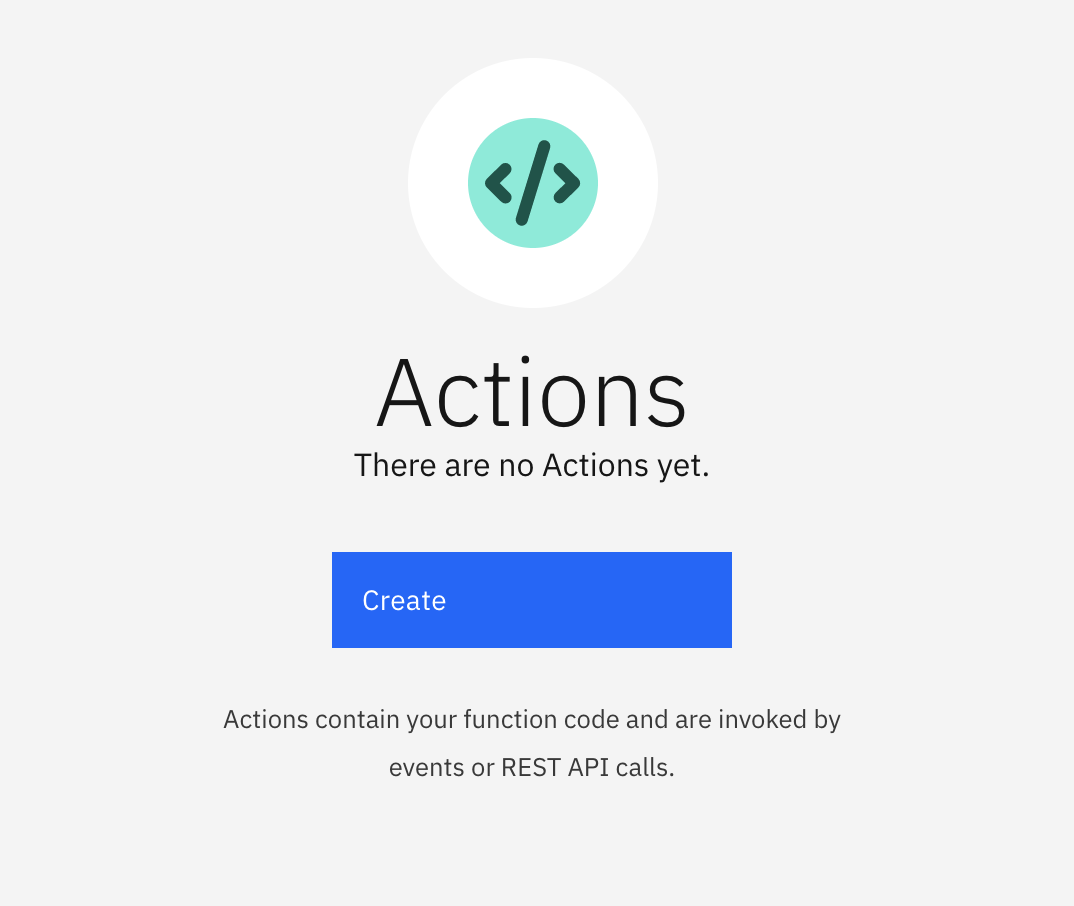 Actions
There are no Actions yet.
Create
Actions contain your function code and are invoked by
events or REST API calls.